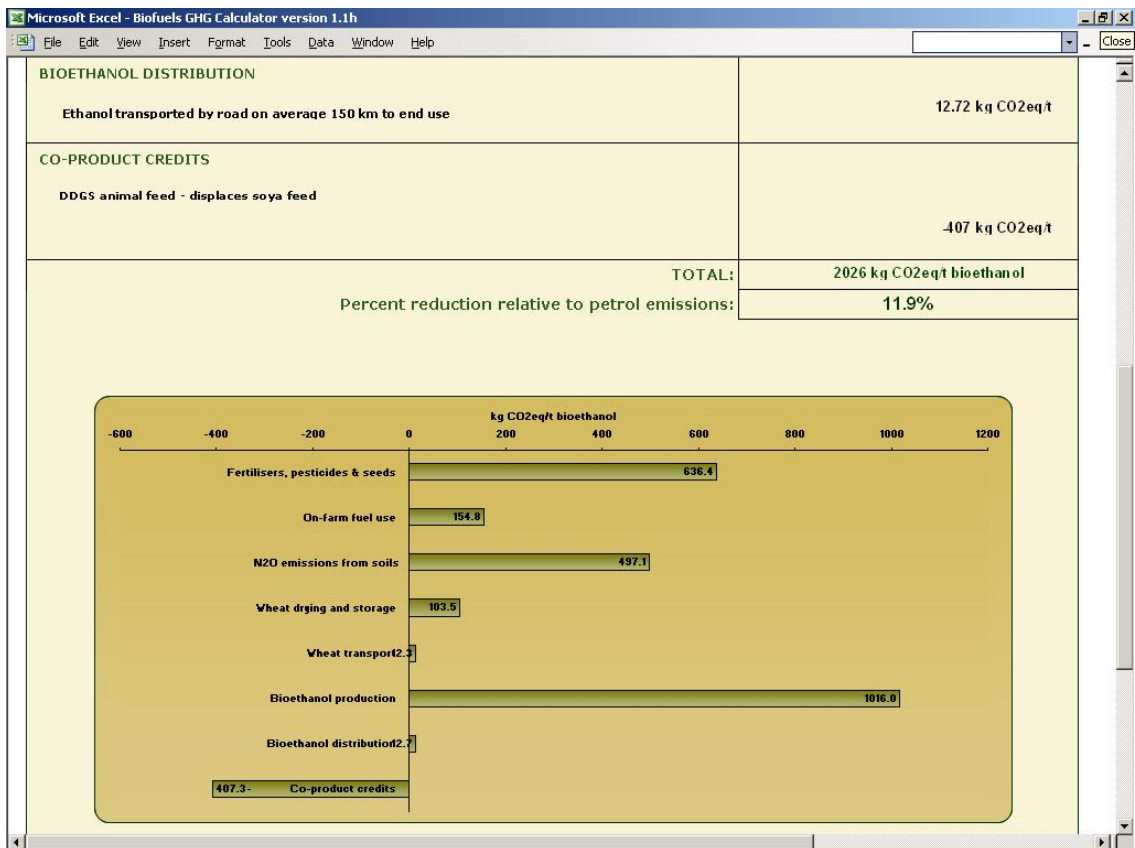 Microsoft Excel - Biofuels GHG Calculator version 1.1h
File Edit View Insert Format Tools Data Window Help
Close
BIOETHANOL DISTRIBUTION
Ethanol transported by road on average 150 km to end use
12.72 kg CO2eq/t
CO-PRODUCT CREDITS
DDGS animal feed - displaces soya feed
-407 kg CO2eq/t
TOTAL: 2026 kg CO2eq/t bioethanol
Percent reduction relative to petrol emissions: 11.9%
kg CO2eq/t bioethanol
-600 -400 -200 0 200 400 600 800 1000 1200
Fertilisers, pesticides & seeds 636.4
On-farm fuel use 154.8
N2O emissions from soils 497.1
Wheat drying and storage 103.5
Wheat transport 12.3
Bioethanol production 1016.0
Bioethanol distribution 12.7
407.3- Co-product credits